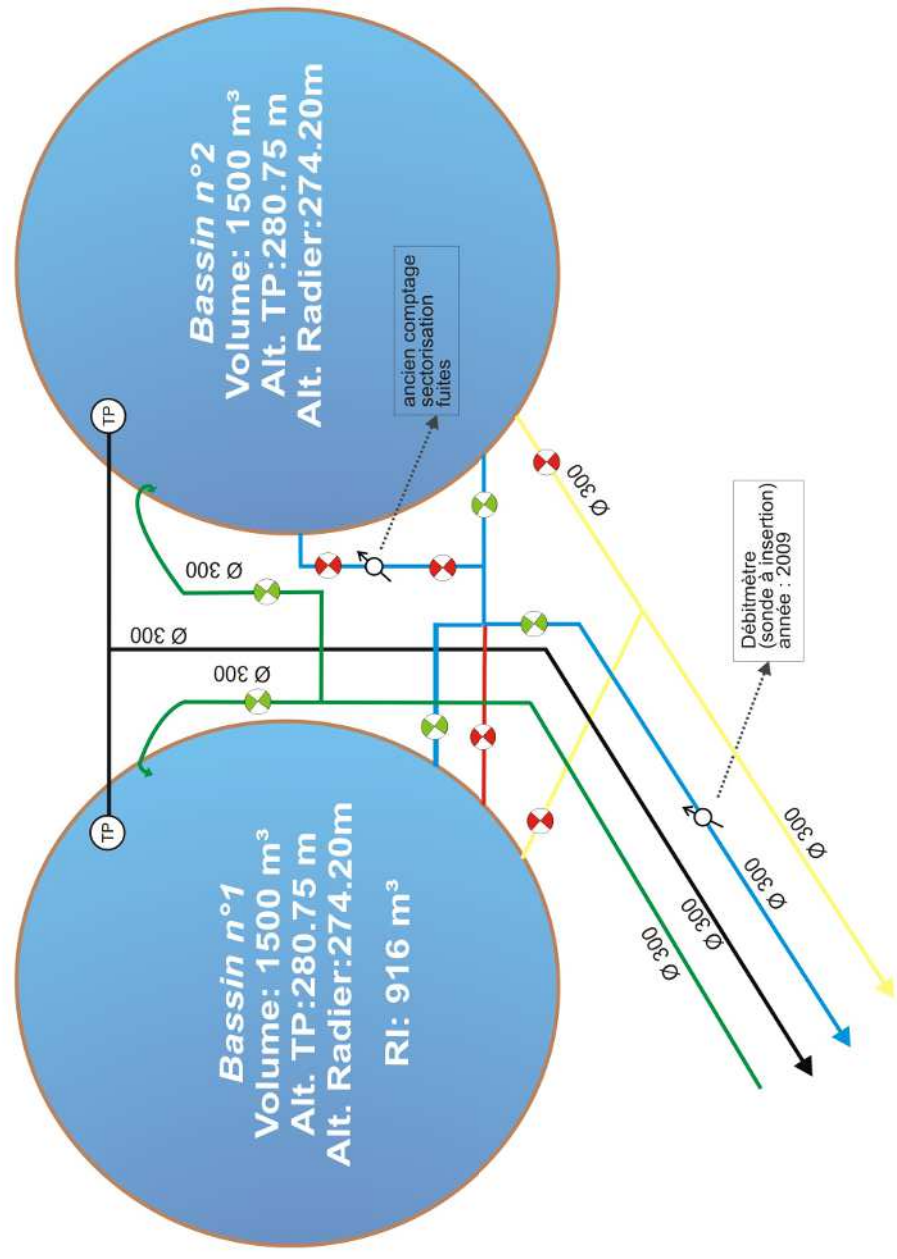 Bassin n°1
Volume: 1500 m³
Alt. TP:280.75 m
Alt. Radier:274.20m
RI: 916 m³
Bassin n°2
Volume: 1500 m³
Alt. TP:280.75 m
Alt. Radier:274.20m
TP
TP
Ø 300
Ø 300
Ø 300
ancien comptage
sectorisation
fuites
Ø 300
Débitmètre
(sonde à insertion)
année : 2009
Ø 300
Ø 300
Ø 300
Ø 300